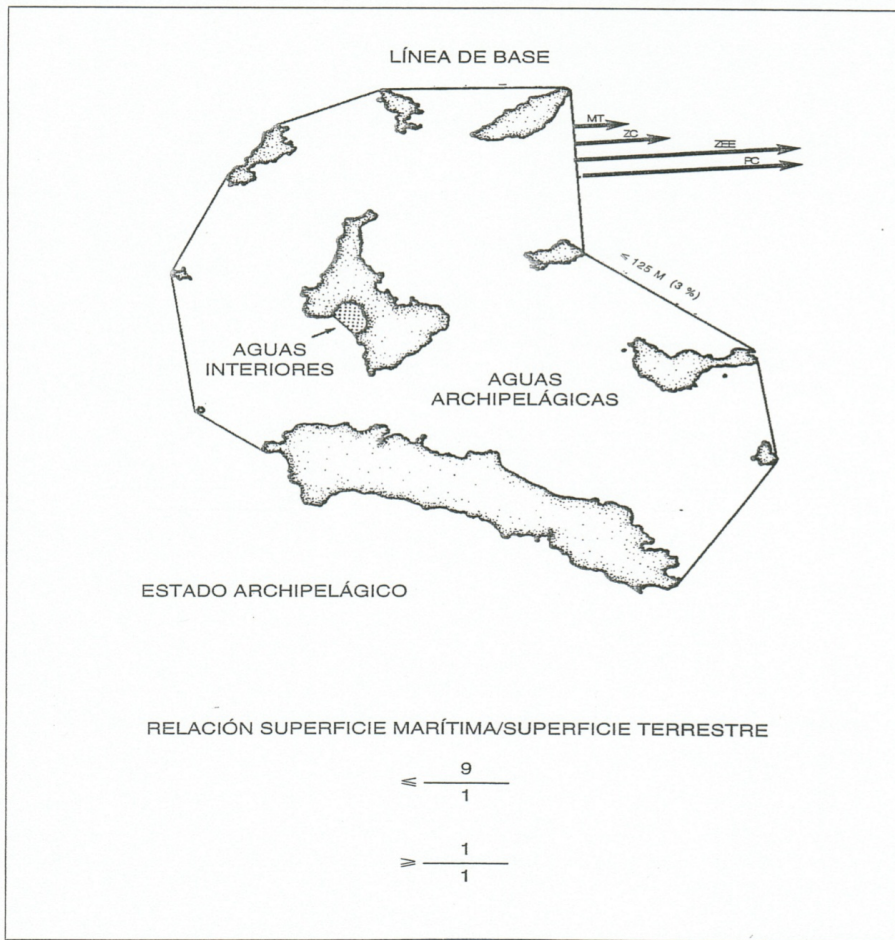 LÍNEA DE BASE
MT
ZC
ZEE
PC
≤ 125 M (3 %)
AGUAS
INTERIORES
AGUAS
ARCHIPELÁGICAS
ESTADO ARCHIPELÁGICO
RELACIÓN SUPERFICIE MARÍTIMA/SUPERFICIE TERRESTRE
≤ 9
1
≥ 1
1